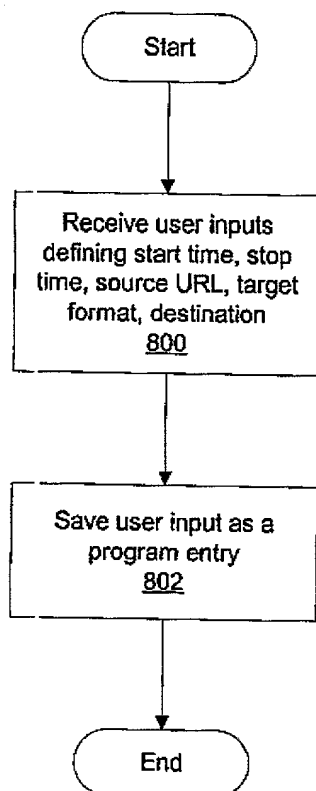 Start
Receive user inputs
defining start time, stop
time, source URL, target
format, destination
800
Save user input as a
program entry
802
End